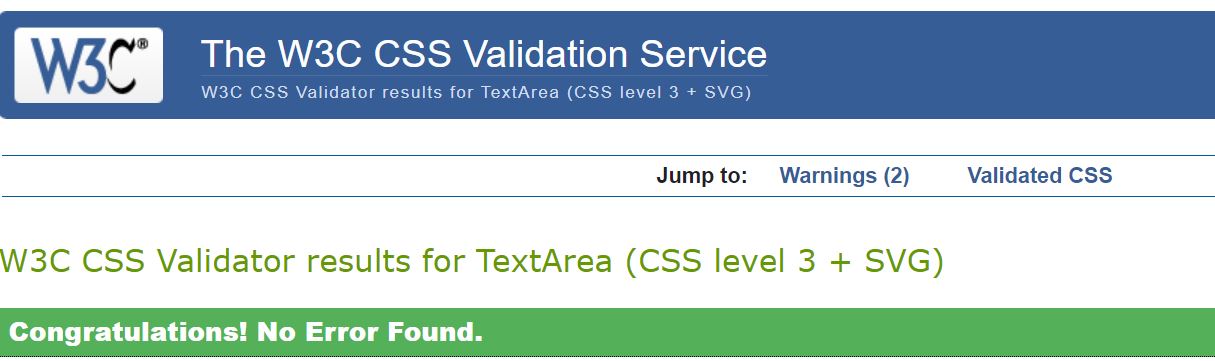 W3C®
The W3C CSS Validation Service
W3C CSS Validator results for TextArea (CSS level 3 + SVG)
Jump to: Warnings (2) Validated CSS
W3C CSS Validator results for TextArea (CSS level 3 + SVG)
Congratulations! No Error Found.